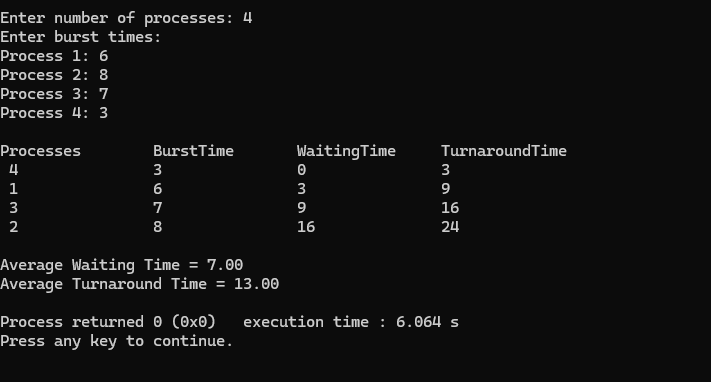 Enter number of processes: 4
Enter burst times:
Process 1: 6
Process 2: 8
Process 3: 7
Process 4: 3
Processes BurstTime WaitingTime TurnaroundTime
4 3 0 3
1 6 3 9
3 7 9 16
2 8 16 24
Average Waiting Time = 7.00
Average Turnaround Time = 13.00
Process returned 0 (0x0) execution time : 6.064 s
Press any key to continue.